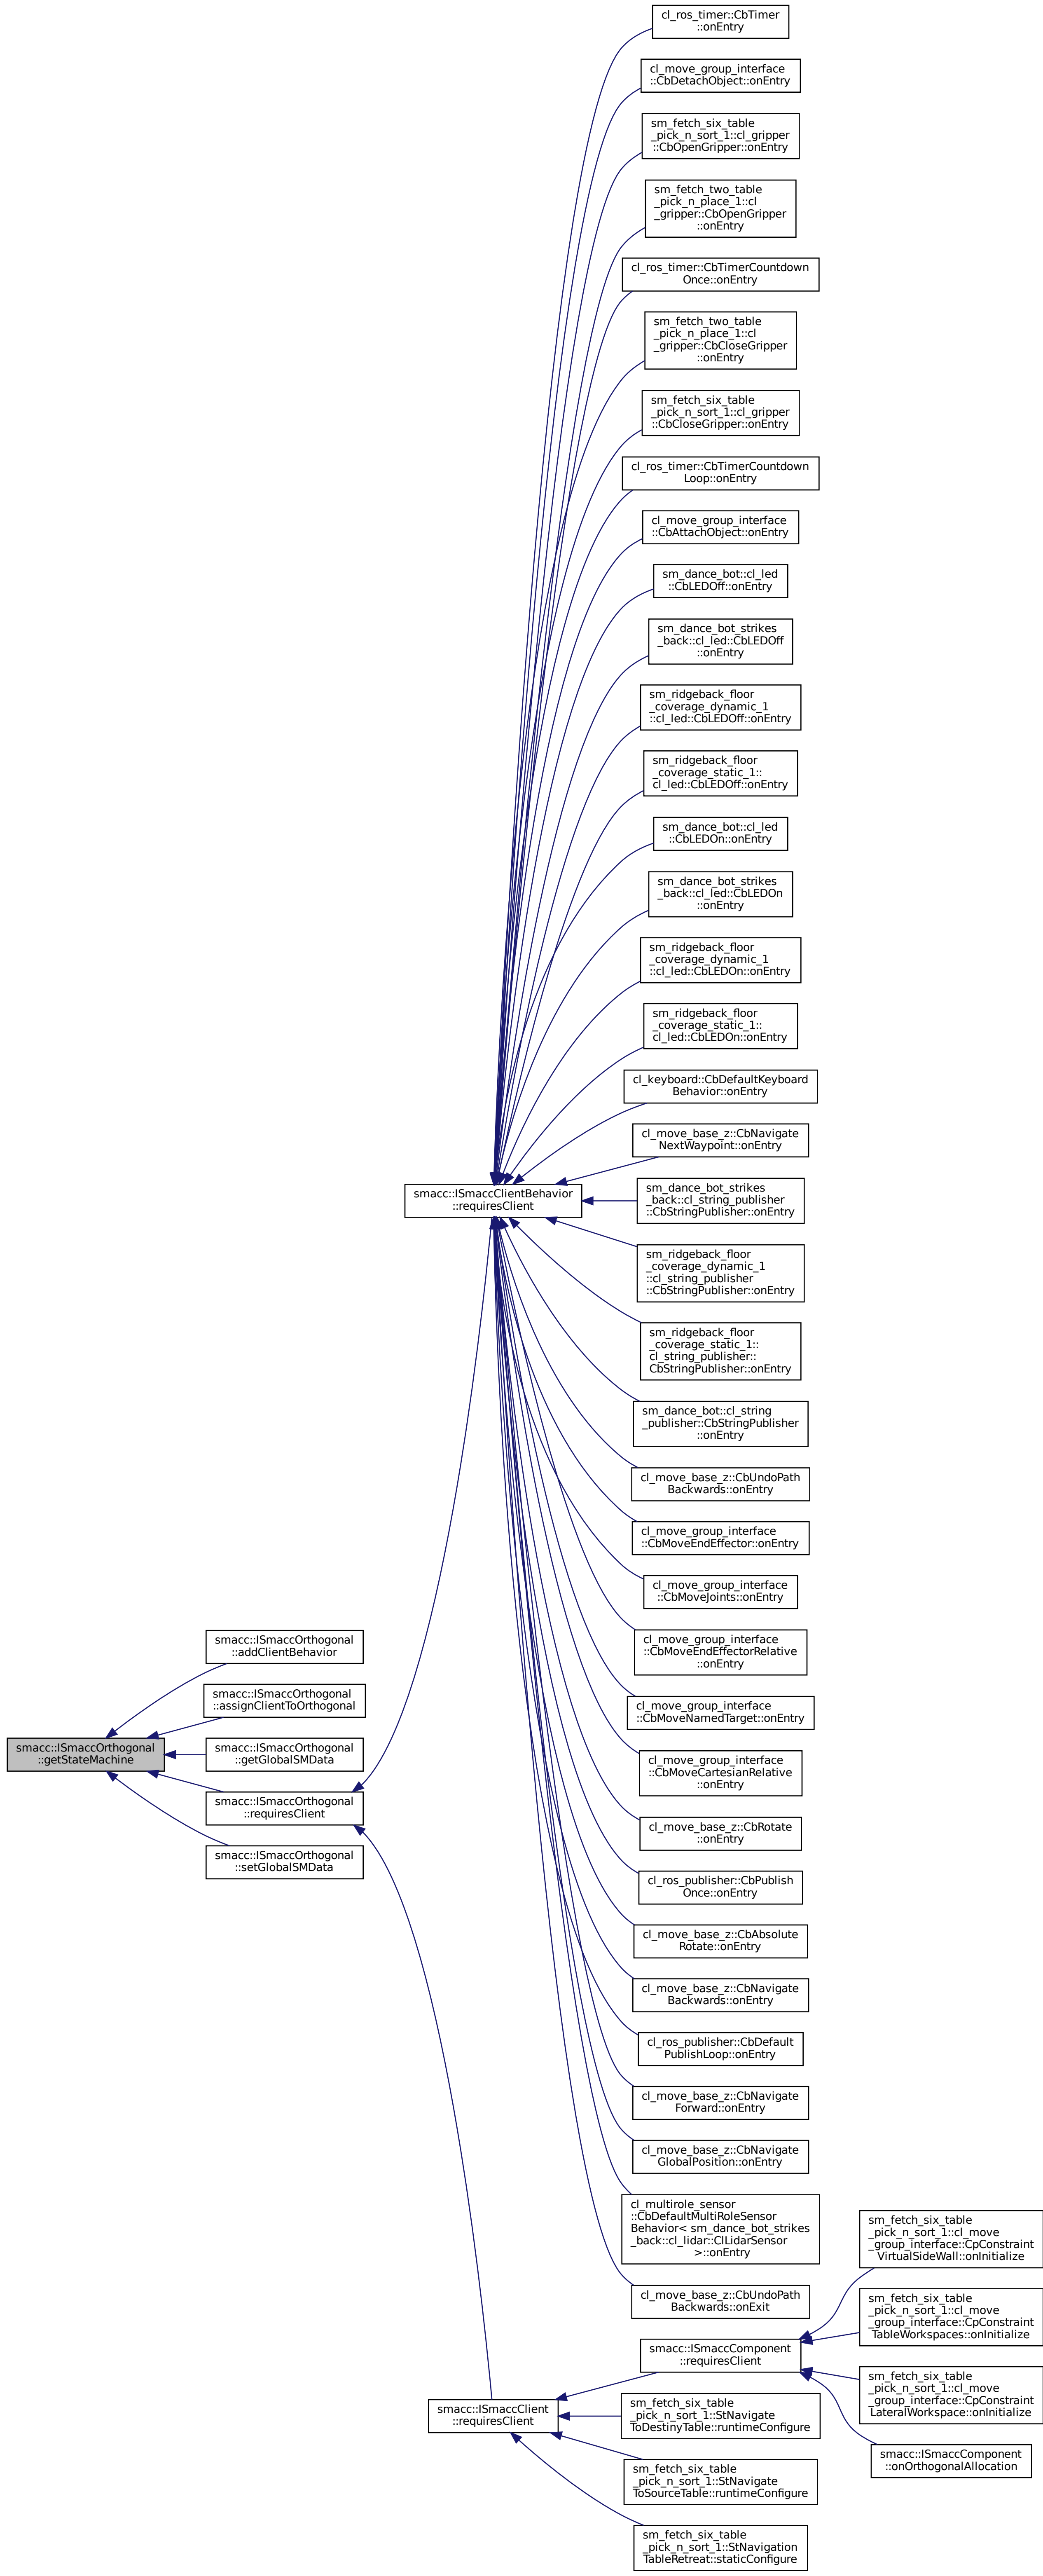 cl_ros_timer::CbTimer
::onEntry
cl_move_group_interface
::CbDetachObject::onEntry
sm_fetch_six_table
_pick_n_sort_1::cl_gripper
::CbOpenGripper::onEntry
sm_fetch_two_table
_pick_n_place_1::cl
_gripper::CbOpenGripper
::onEntry
cl_ros_timer::CbTimerCountdown
Once::onEntry
sm_fetch_two_table
_pick_n_place_1::cl
_gripper::CbCloseGripper
::onEntry
sm_fetch_six_table
_pick_n_sort_1::cl_gripper
::CbCloseGripper::onEntry
cl_ros_timer::CbTimerCountdown
Loop::onEntry
cl_move_group_interface
::CbAttachObject::onEntry
sm_dance_bot::cl_led
::CbLEDOff::onEntry
sm_dance_bot_strikes
_back::cl_led::CbLEDOff
::onEntry
sm_ridgeback_floor
_coverage_dynamic_1
::cl_led::CbLEDOff::onEntry
sm_ridgeback_floor
_coverage_static_1::
cl_led::CbLEDOff::onEntry
sm_dance_bot::cl_led
::CbLEDOn::onEntry
sm_dance_bot_strikes
_back::cl_led::CbLEDOn
::onEntry
sm_ridgeback_floor
_coverage_dynamic_1
::cl_led::CbLEDOn::onEntry
sm_ridgeback_floor
_coverage_static_1::
cl_led::CbLEDOn::onEntry
cl_keyboard::CbDefaultKeyboard
Behavior::onEntry
cl_move_base_z::CbNavigate
NextWaypoint::onEntry
smacc::ISmaccClientBehavior
::requiresClient
sm_dance_bot_strikes
_back::cl_string_publisher
::CbStringPublisher::onEntry
sm_ridgeback_floor
_coverage_dynamic_1
::cl_string_publisher
::CbStringPublisher::onEntry
sm_ridgeback_floor
_coverage_static_1::
cl_string_publisher::
CbStringPublisher::onEntry
sm_dance_bot::cl_string
_publisher::CbStringPublisher
::onEntry
cl_move_base_z::CbUndoPath
Backwards::onEntry
cl_move_group_interface
::CbMoveEndEffector::onEntry
cl_move_group_interface
::CbMoveJoints::onEntry
cl_move_group_interface
::CbMoveEndEffectorRelative
::onEntry
cl_move_group_interface
::CbMoveNamedTarget::onEntry
cl_move_group_interface
::CbMoveCartesianRelative
::onEntry
smacc::ISmaccOrthogonal
::addClientBehavior
smacc::ISmaccOrthogonal
::assignClientToOrthogonal
smacc::ISmaccOrthogonal
::getStateMachine
smacc::ISmaccOrthogonal
::getGlobalSMData
smacc::ISmaccOrthogonal
::requiresClient
smacc::ISmaccOrthogonal
::setGlobalSMData
cl_move_base_z::CbRotate
::onEntry
cl_ros_publisher::CbPublish
Once::onEntry
cl_move_base_z::CbAbsolute
Rotate::onEntry
cl_move_base_z::CbNavigate
Backwards::onEntry
cl_ros_publisher::CbDefault
PublishLoop::onEntry
cl_move_base_z::CbNavigate
Forward::onEntry
cl_move_base_z::CbNavigate
GlobalPosition::onEntry
cl_multirole_sensor
::CbDefaultMultiRoleSensor
Behavior< sm_dance_bot_strikes
_back::cl_lidar::ClLidarSensor
>::onEntry
cl_move_base_z::CbUndoPath
Backwards::onExit
sm_fetch_six_table
_pick_n_sort_1::cl_move
_group_interface::CpConstraint
VirtualSideWall::onInitialize
sm_fetch_six_table
_pick_n_sort_1::cl_move
_group_interface::CpConstraint
TableWorkspaces::onInitialize
smacc::ISmaccComponent
::requiresClient
sm_fetch_six_table
_pick_n_sort_1::cl_move
_group_interface::CpConstraint
LateralWorkspace::onInitialize
smacc::ISmaccClient
::requiresClient
sm_fetch_six_table
_pick_n_sort_1::StNavigate
ToDestinyTable::runtimeConfigure
smacc::ISmaccComponent
::onOrthogonalAllocation
sm_fetch_six_table
_pick_n_sort_1::StNavigate
ToSourceTable::runtimeConfigure
sm_fetch_six_table
_pick_n_sort_1::StNavigation
TableRetreat::staticConfigure